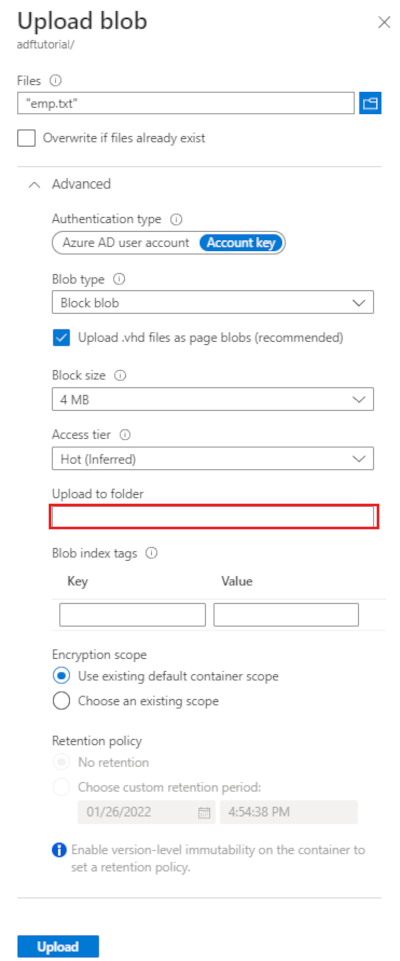 Upload blob
adftutorial/
Files
"emp.txt"
Overwrite if files already exist
Advanced
Authentication type
Azure AD user account Account key
Blob type
Block blob
Upload .vhd files as page blobs (recommended)
Block size
4 MB
Access tier
Hot (Inferred)
Upload to folder
Blob index tags
Key Value
Encryption scope
Use existing default container scope
Choose an existing scope
Retention policy
No retention
Choose custom retention period:
01/26/2022 4:54:38 PM
Enable version-level immutability on the container to
set a retention policy.
Upload